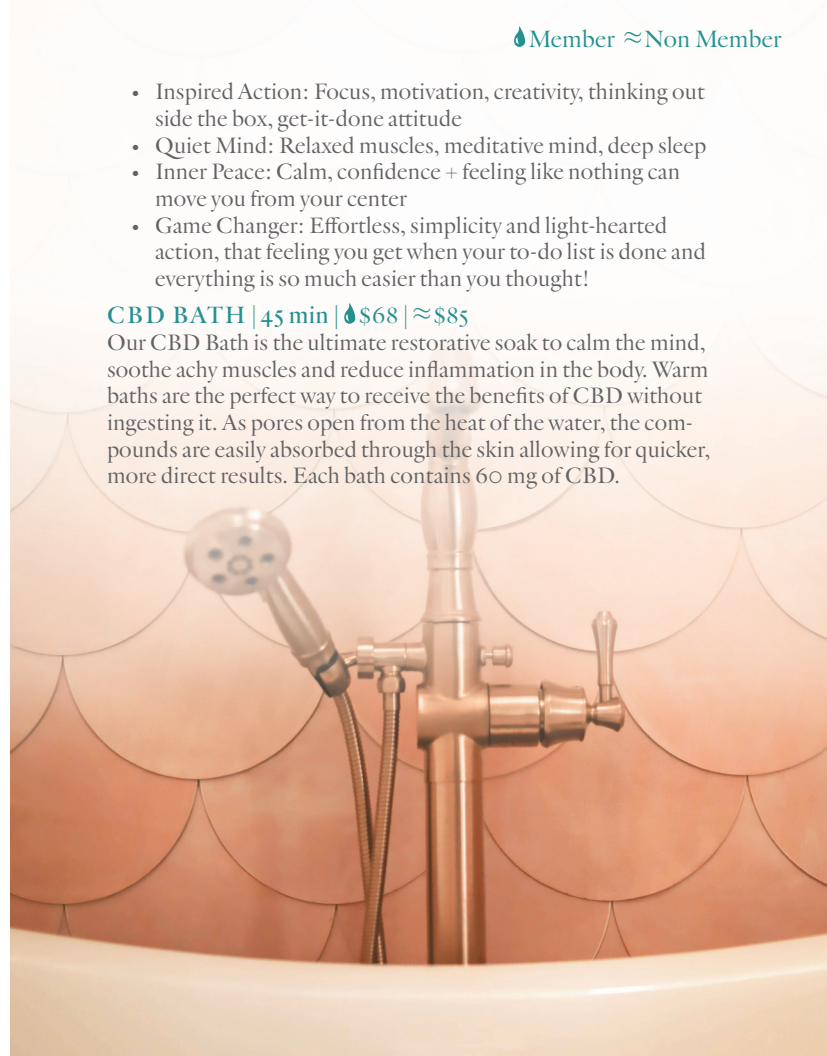 Member ≈Non Member
• Inspired Action: Focus, motivation, creativity, thinking out
side the box, get-it-done attitude
• Quiet Mind: Relaxed muscles, meditative mind, deep sleep
• Inner Peace: Calm, confidence + feeling like nothing can
move you from your center
• Game Changer: Effortless, simplicity and light-hearted
action, that feeling you get when your to-do list is done and
everything is so much easier than you thought!
CBD BATH | 45 min | 💧$68 | ≈$85
Our CBD Bath is the ultimate restorative soak to calm the mind,
soothe achy muscles and reduce inflammation in the body. Warm
baths are the perfect way to receive the benefits of CBD without
ingesting it. As pores open from the heat of the water, the com-
pounds are easily absorbed through the skin allowing for quicker,
more direct results. Each bath contains 60 mg of CBD.